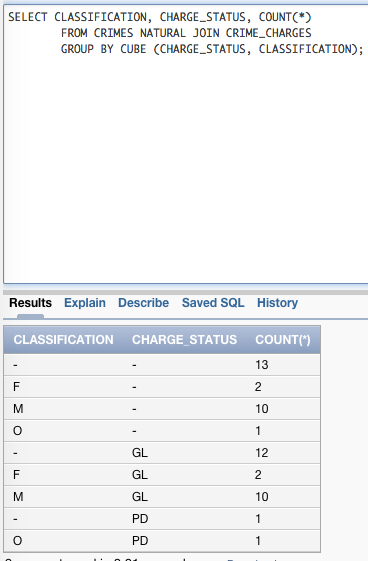 SELECT CLASSIFICATION, CHARGE_STATUS, COUNT(*)
FROM CRIMES NATURAL JOIN CRIME_CHARGES
GROUP BY CUBE (CHARGE_STATUS, CLASSIFICATION);
Results Explain Describe Saved SQL History
CLASSIFICATION CHARGE_STATUS COUNT(*)
- - 13
F - 2
M - 10
O - 1
- GL 12
F GL 2
M GL 10
- PD 1
O PD 1